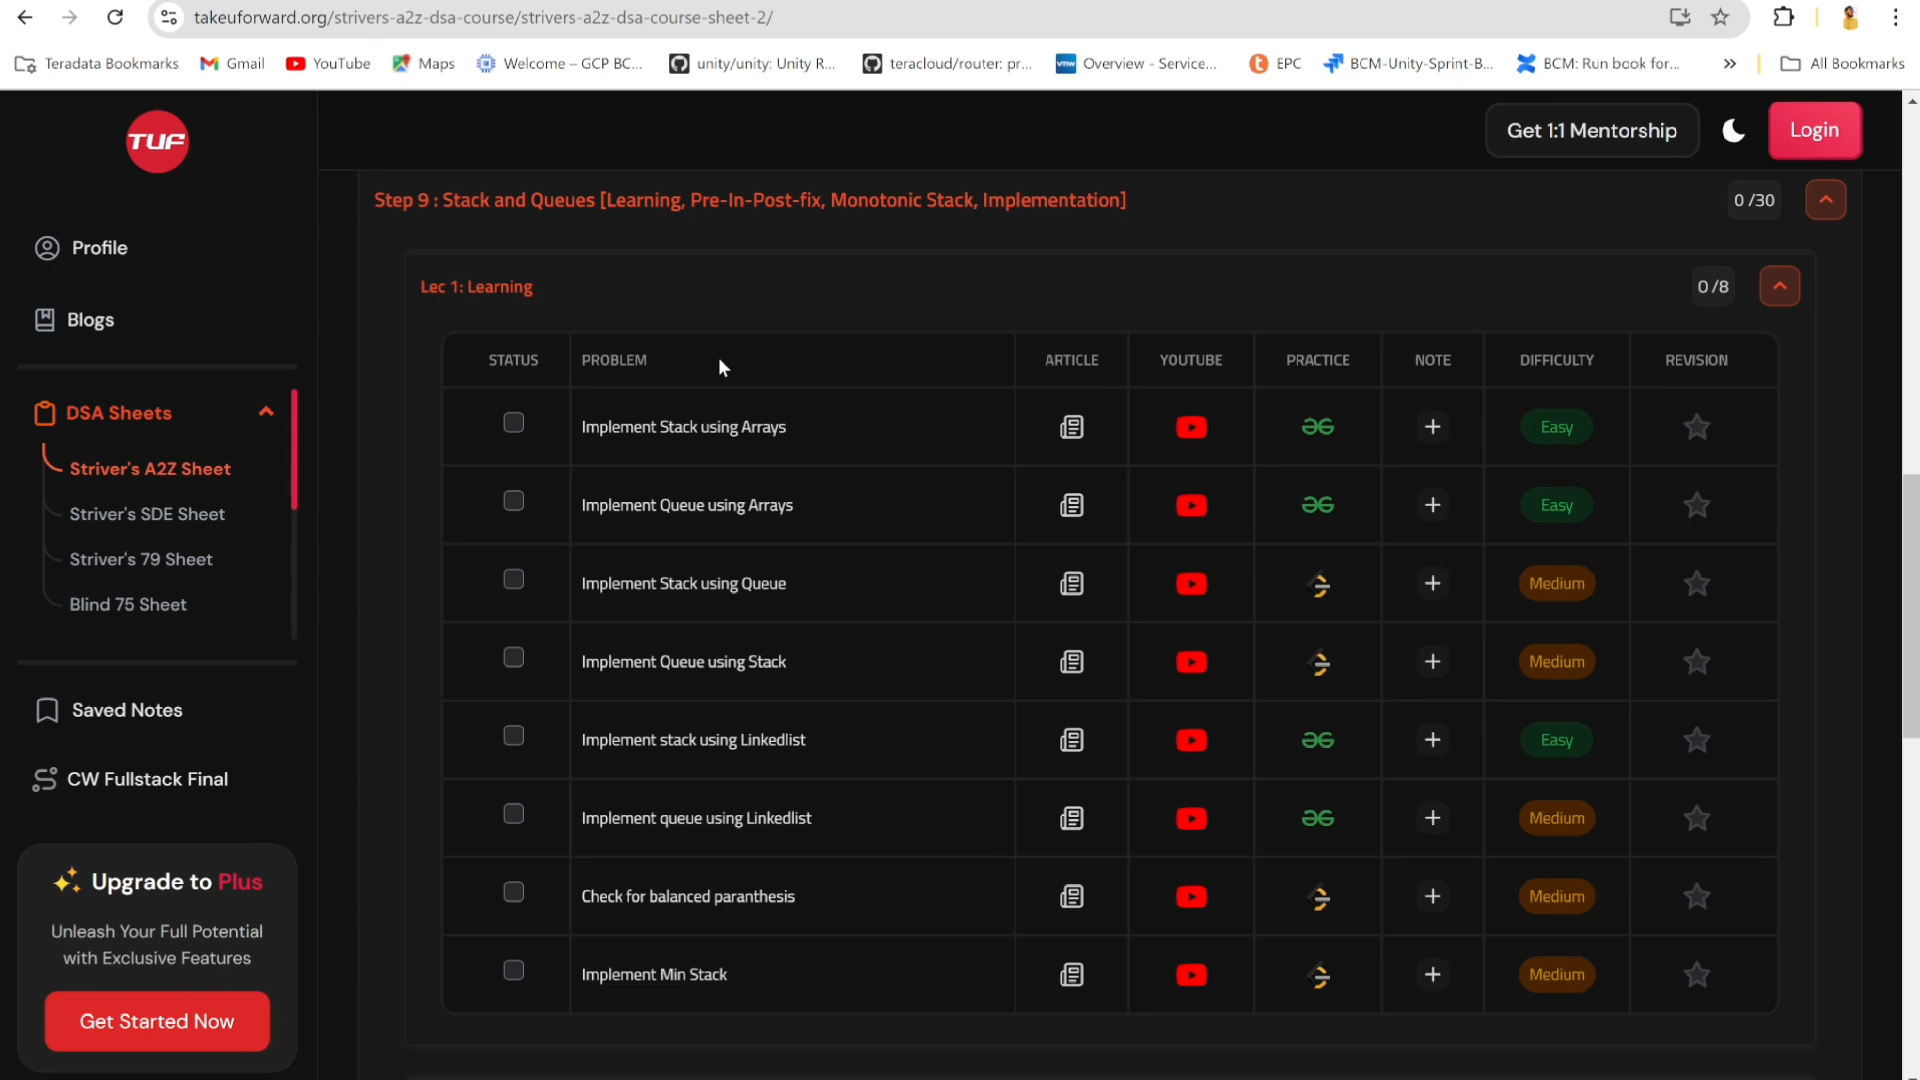 takeuforward.org/strivers-a2z-dsa-course/strivers-a2z-dsa-course-sheet-2/
Teradata Bookmarks
Gmail
YouTube
Maps
Welcome – GCP BC...
unity/unity: Unity R...
teracloud/router: pr...
vmw
Overview - Service...
EPC
BCM-Unity-Sprint-B...
BCM: Run book for...
»
All Bookmarks
TUF
Get 1:1 Mentorship
Login
Profile
Blogs
DSA Sheets
Striver's A2Z Sheet
Striver's SDE Sheet
Striver's 79 Sheet
Blind 75 Sheet
Saved Notes
CW Fullstack Final
Upgrade to Plus
Unleash Your Full Potential
with Exclusive Features
Get Started Now
Step 9 : Stack and Queues [Learning, Pre-In-Post-fix, Monotonic Stack, Implementation]
0 /30
Lec 1: Learning
0 /8
STATUS PROBLEM ARTICLE YOUTUBE PRACTICE NOTE DIFFICULTY REVISION
Implement Stack using Arrays + Easy
Implement Queue using Arrays + Easy
Implement Stack using Queue + Medium
Implement Queue using Stack + Medium
Implement stack using Linkedlist + Easy
Implement queue using Linkedlist + Medium
Check for balanced paranthesis + Medium
Implement Min Stack + Medium